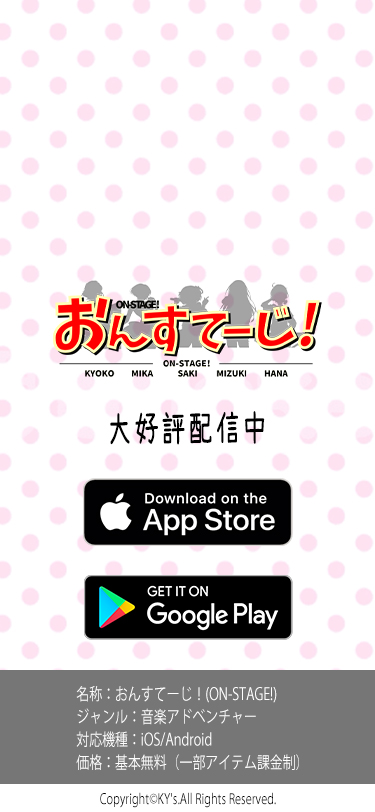 ON-STAGE!
おんすてーじ!
ON-STAGE!
KYOKO MIKA SAKI MIZUKI HANA
大好評配信中
Download on the
App Store
GET IT ON
Google Play
名称：おんすてーじ！(ON-STAGE!)
ジャンル：音楽アドベンチャー
対応機種：iOS/Android
価格：基本無料（一部アイテム課金制）
Copyright©KY's.All Rights Reserved.